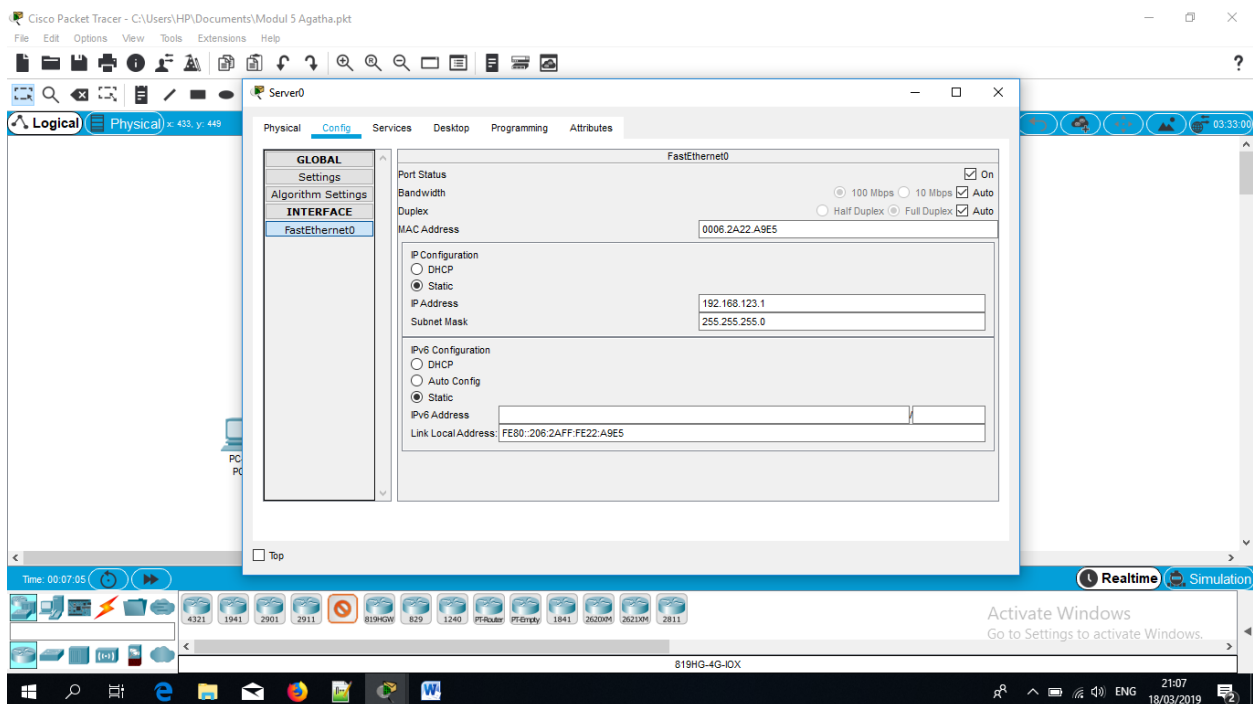 Cisco Packet Tracer - C:\Users\HP\Documents\Modul 5 Agatha.pkt
File Edit Options View Tools Extensions Help
?
Server0
Logical Physical x: 433, y: 449
03:33:00
Physical Config Services Desktop Programming Attributes
GLOBAL
Settings
Algorithm Settings
INTERFACE
FastEthernet0
FastEthernet0
Port Status On
Bandwidth 100 Mbps 10 Mbps Auto
Duplex Half Duplex Full Duplex Auto
MAC Address 0006.2A22.A9E5
IP Configuration
DHCP
Static
IP Address 192.168.123.1
Subnet Mask 255.255.255.0
IPv6 Configuration
DHCP
Auto Config
Static
IPv6 Address /
Link Local Address: FE80::206:2AFF:FE22:A9E5
PC
PC
Top
Time: 00:07:05
Realtime Simulation
4321 1941 2901 2911 819HGW 829 1240 PT-Router PT-Empty 1841 2620XM 2621XM 2811
Activate Windows
Go to Settings to activate Windows.
819HG-4G-IOX
ENG
21:07
18/03/2019
2